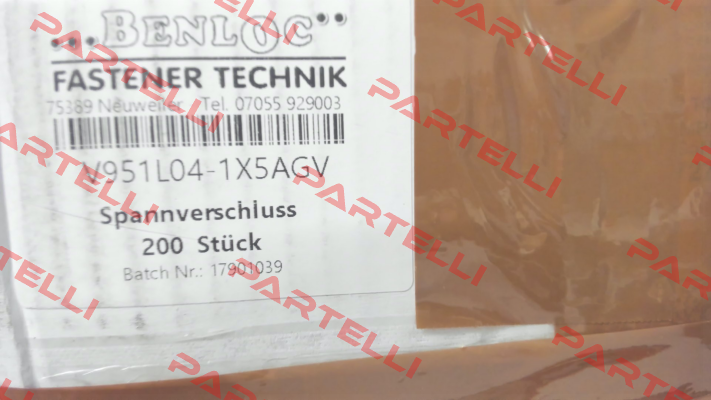 ...BENLOC¨
FASTENER TECHNIK
75389 Neuweiler Tel. 07055 929003
V951L04-1X5AGV
Spannverschluss
200 Stück
Batch Nr.: 17901039
PARTELLI
PARTELLI
PARTELLI
PARTELLI
PARTELLI
PARTELLI
PARTELLI